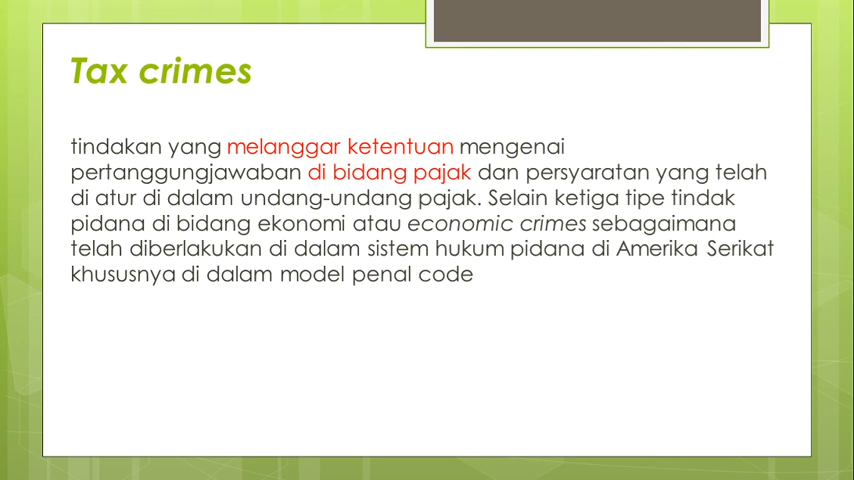 Tax crimes
tindakan yang melanggar ketentuan mengenai
pertanggungjawaban di bidang pajak dan persyaratan yang telah
di atur di dalam undang-undang pajak. Selain ketiga tipe tindak
pidana di bidang ekonomi atau economic crimes sebagaimana
telah diberlakukan di dalam sistem hukum pidana di Amerika Serikat
khususnya di dalam model penal code